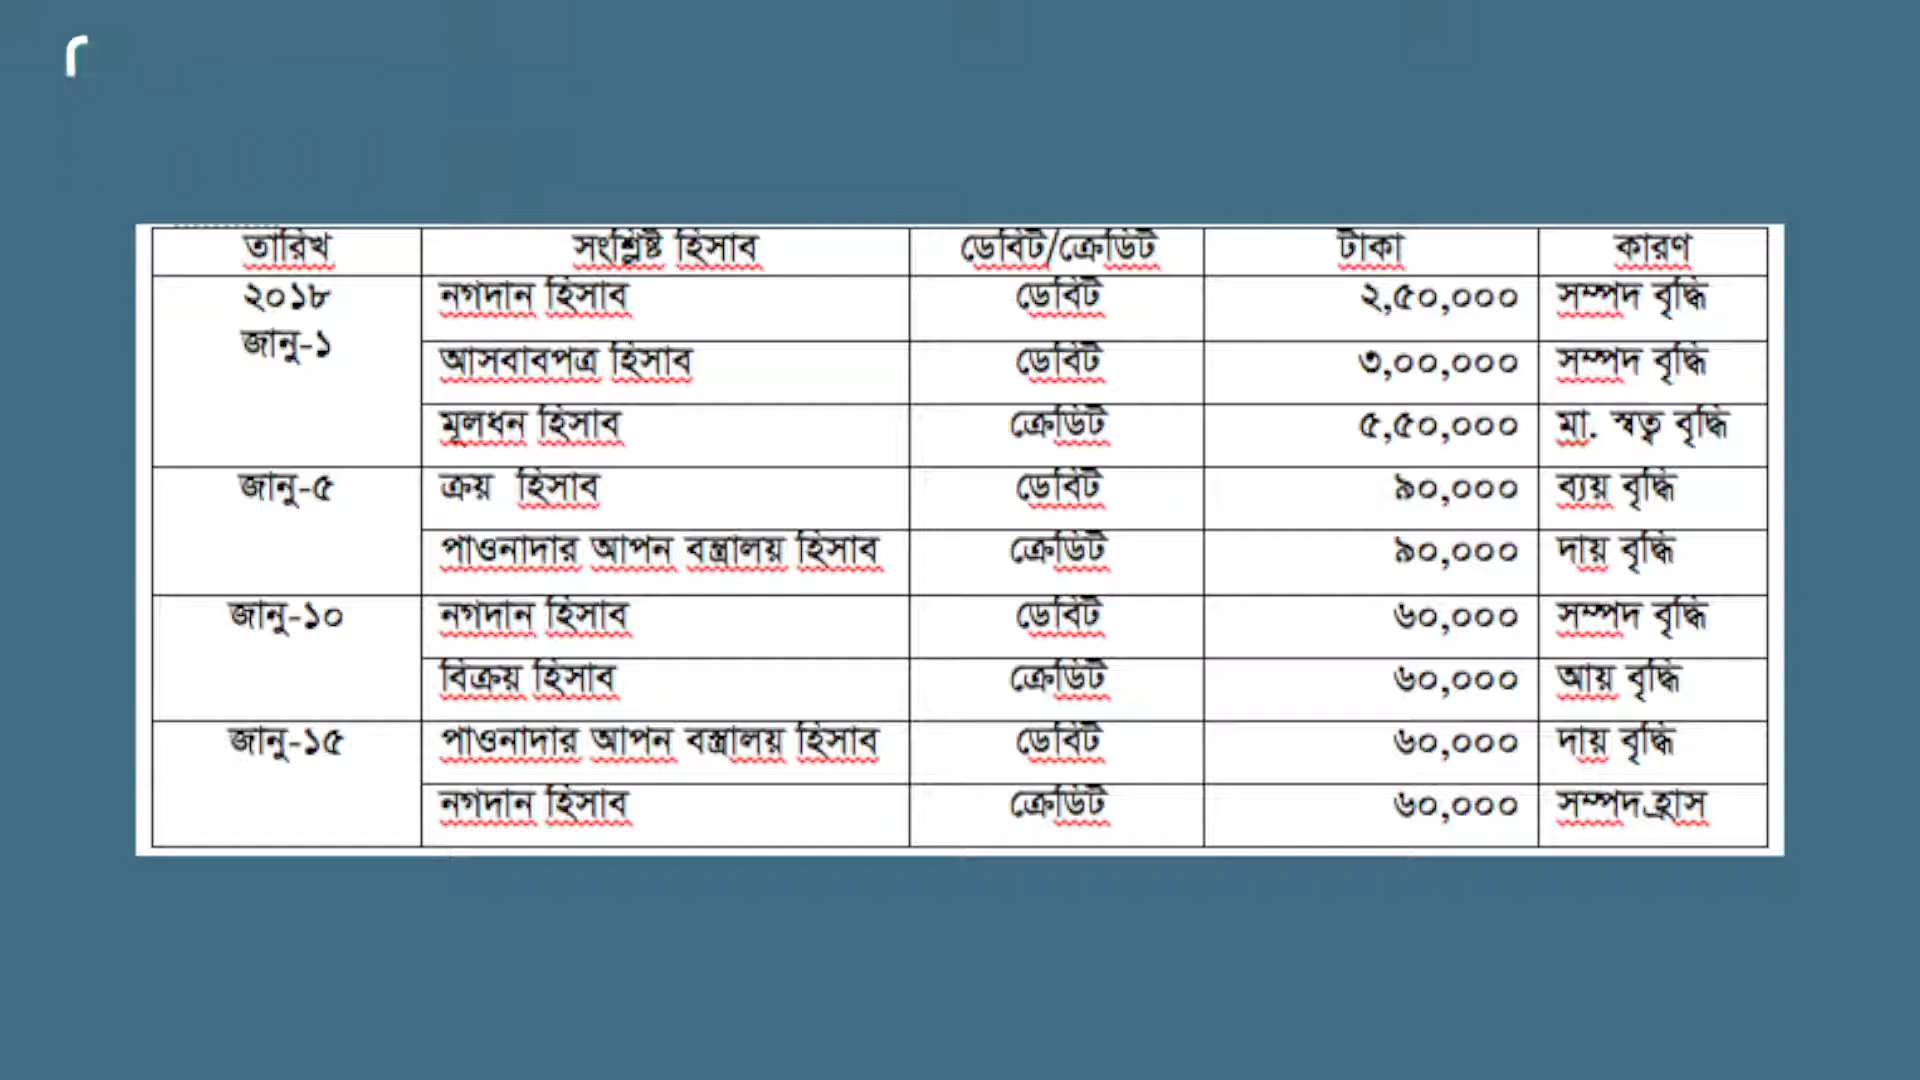 তারিখ সংশ্লিষ্ট হিসাব ডেবিট/ক্রেডিট টাকা কারণ
২০১৮ নগদান হিসাব ডেবিট ২,৫০,০০০ সম্পদ বৃদ্ধি
জানু-১
আসবাবপত্র হিসাব ডেবিট ৩,০০,০০০ সম্পদ বৃদ্ধি
মূলধন হিসাব ক্রেডিট ৫,৫০,০০০ মা. স্বত্ব বৃদ্ধি
জানু-৫ ক্রয় হিসাব ডেবিট ৯০,০০০ ব্যয় বৃদ্ধি
পাওনাদার আপন বস্ত্রালয় হিসাব ক্রেডিট ৯০,০০০ দায় বৃদ্ধি
জানু-১০ নগদান হিসাব ডেবিট ৬০,০০০ সম্পদ বৃদ্ধি
বিক্রয় হিসাব ক্রেডিট ৬০,০০০ আয় বৃদ্ধি
জানু-১৫ পাওনাদার আপন বস্ত্রালয় হিসাব ডেবিট ৬০,০০০ দায় বৃদ্ধি
নগদান হিসাব ক্রেডিট ৬০,০০০ সম্পদ হ্রাস